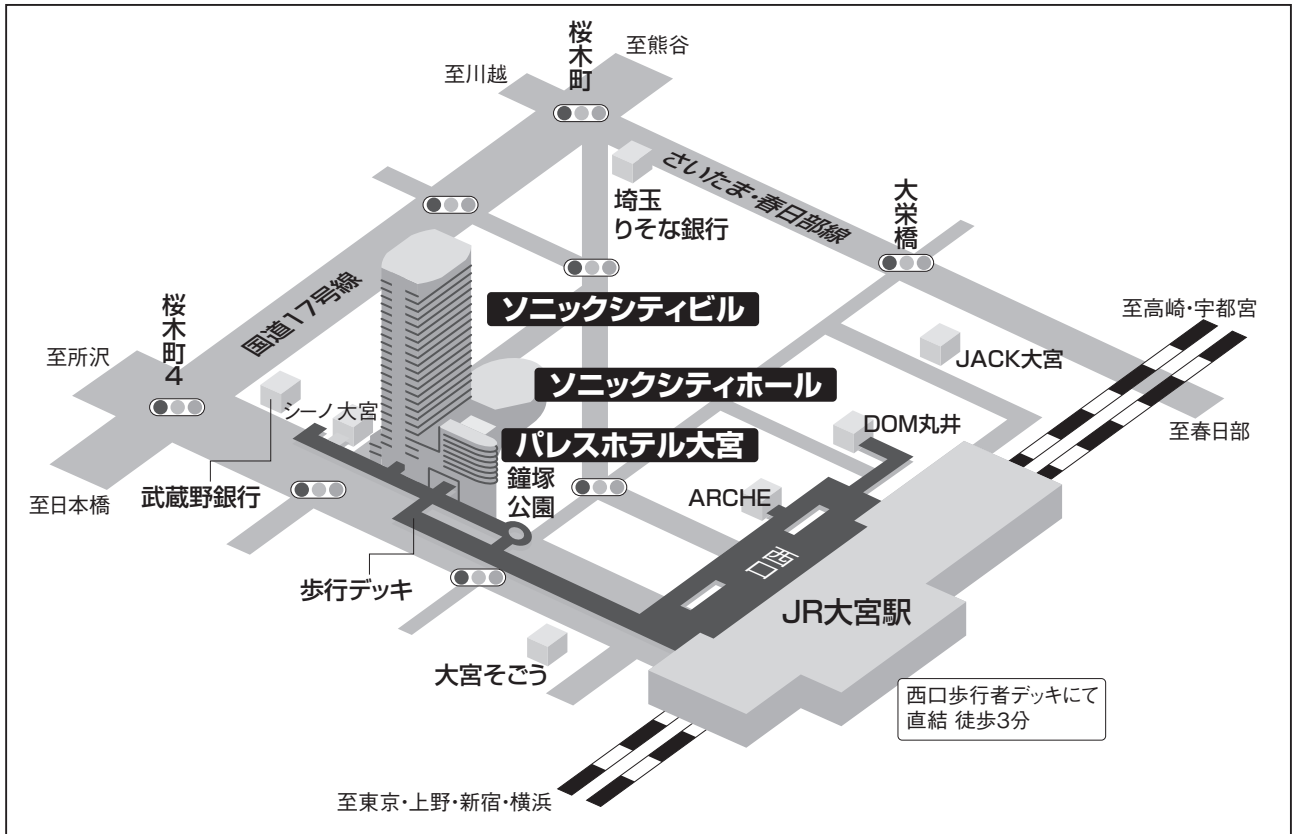 至熊谷
桜木町
至川越
さいたま・春日部線
大栄橋
埼玉
りそな銀行
国道17号線
ソニックシティビル
至高崎・宇都宮
桜木町4
至所沢
JACK大宮
ソニックシティホール
シーノ大宮
DOM丸井
至春日部
パレスホテル大宮
鐘塚
公園
ARCHE
武蔵野銀行
至日本橋
西口
歩行デッキ
JR大宮駅
大宮そごう
西口歩行者デッキにて
直結 徒歩3分
至東京・上野・新宿・横浜